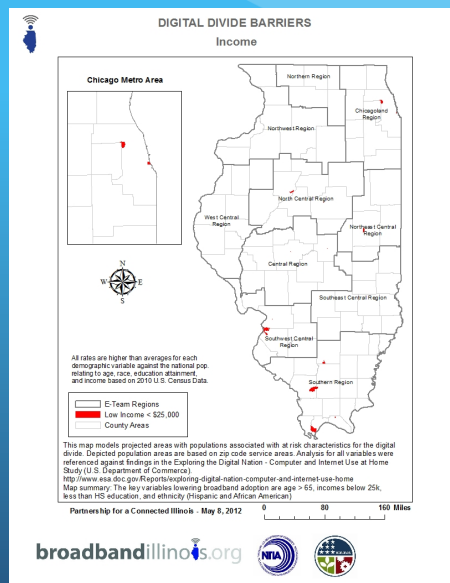 DIGITAL DIVIDE BARRIERS
Income
Chicago Metro Area
Northern Region
Chicagoland
Region
Northwest Region
North Central Region
West Central
Region
Northeast Central
Region
Central Region
Southeast Central Region
Southwest Central
Region
Southern Region
N
W
E
S
All rates are higher than averages for each
demographic variable against the national pop.
relating to age, race, education attainment,
and income based on 2010 U.S. Census Data.
E-Team Regions
Low Income < $25,000
County Areas
This map models projected areas with populations associated with at risk characteristics for the digital
divide. Depicted population areas are based on zip code service areas. Analysis for all variables were
referenced against findings in the Exploring the Digital Nation - Computer and Internet Use at Home
Study (U.S. Department of Commerce).
http://www.esa.doc.gov/Reports/exploring-digital-nation-computer-and-internet-use-home
Map summary: The key variables lowering broadband adoption are age > 65, incomes below 25k,
less than HS education, and ethnicity (Hispanic and African American)
Partnership for a Connected Illinois - May 8, 2012
0 80 160 Miles
broadbandillinois.org
NTIA